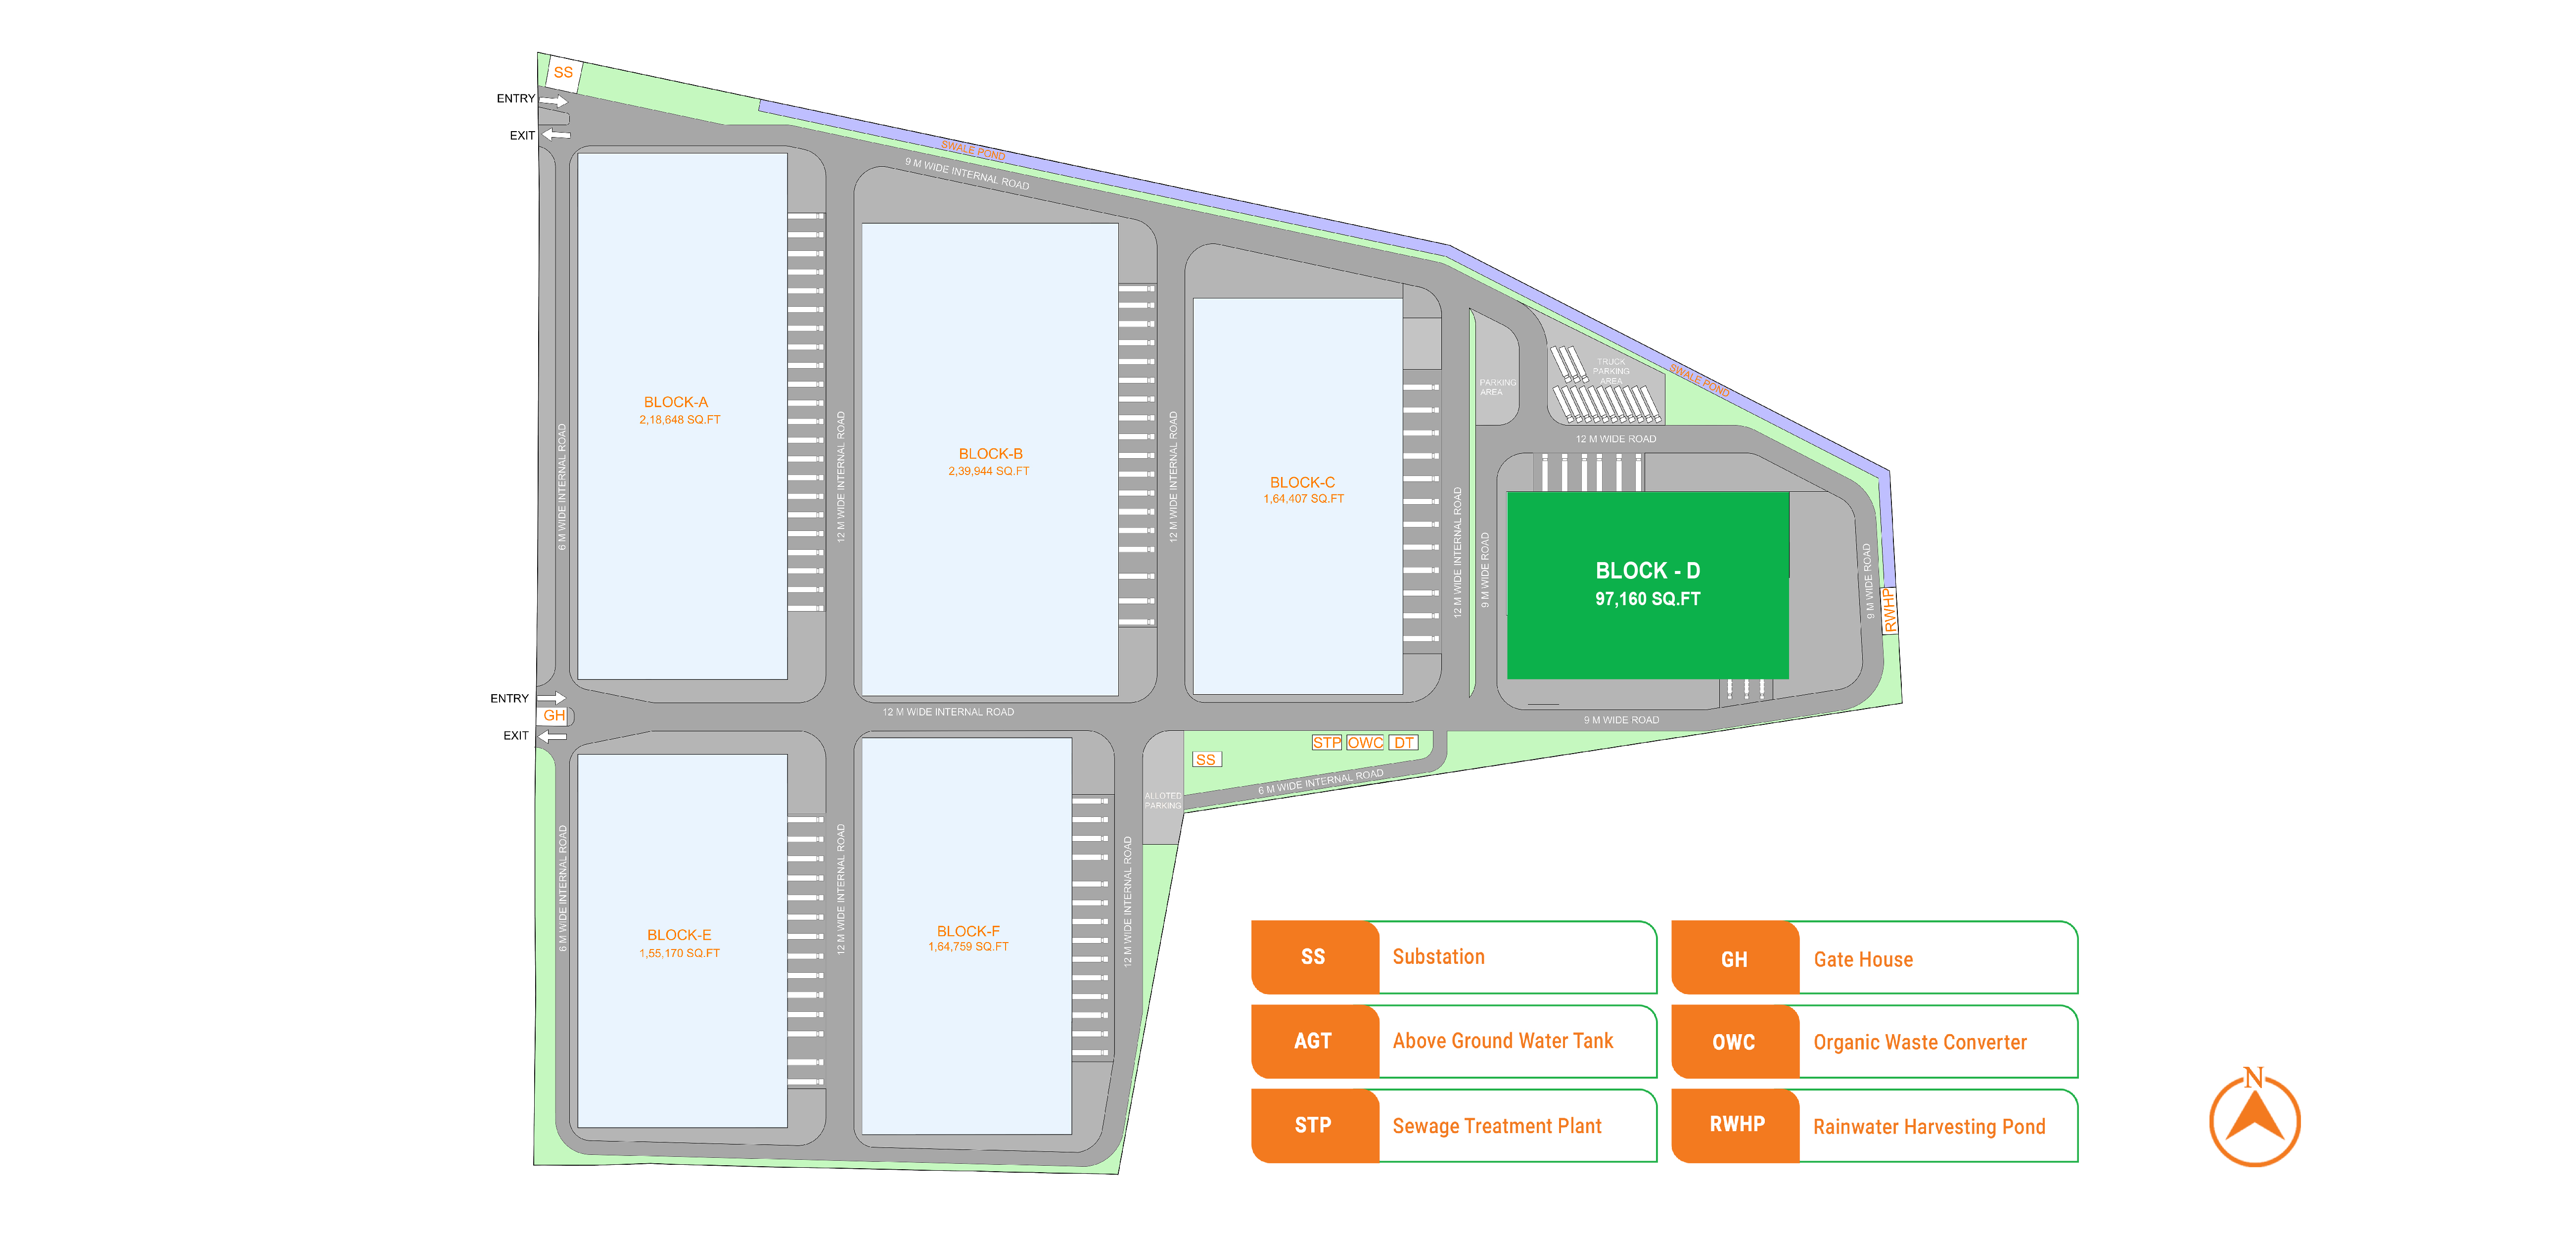 SS
ENTRY
EXIT
SWALE POND
9 M WIDE INTERNAL ROAD
BLOCK-A
2,18,648 SQ.FT
6 M WIDE INTERNAL ROAD
12 M WIDE INTERNAL ROAD
BLOCK-B
2,39,944 SQ.FT
12 M WIDE INTERNAL ROAD
BLOCK-C
1,64,407 SQ.FT
12 M WIDE INTERNAL ROAD
PARKING
AREA
TRUCK
PARKING
AREA
SWALE POND
12 M WIDE ROAD
9 M WIDE ROAD
BLOCK - D
97,160 SQ.FT
9 M WIDE ROAD
RWHP
ENTRY
GH
EXIT
12 M WIDE INTERNAL ROAD
9 M WIDE ROAD
SS
STP
OWC
DT
6 M WIDE INTERNAL ROAD
ALLOTED
PARKING
6 M WIDE INTERNAL ROAD
BLOCK-E
1,55,170 SQ.FT
12 M WIDE INTERNAL ROAD
BLOCK-F
1,64,759 SQ.FT
12 M WIDE INTERNAL ROAD
SS Substation
GH Gate House
AGT Above Ground Water Tank
OWC Organic Waste Converter
STP Sewage Treatment Plant
RWHP Rainwater Harvesting Pond
N